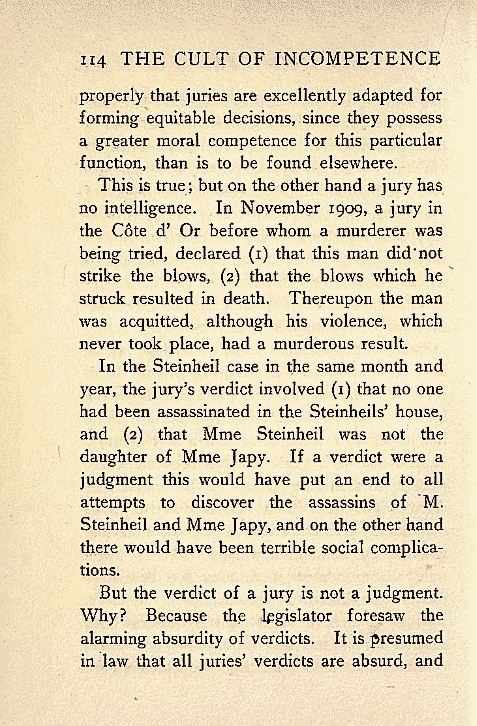 114 THE CULT OF INCOMPETENCE
properly that juries are excellently adapted for
forming equitable decisions, since they possess
a greater moral competence for this particular
function, than is to be found elsewhere.
This is true; but on the other hand a jury has
no intelligence. In November 1909, a jury in
the Côte d' Or before whom a murderer was
being tried, declared (1) that this man did not
strike the blows, (2) that the blows which he
struck resulted in death. Thereupon the man
was acquitted, although his violence, which
never took place, had a murderous result.
In the Steinheil case in the same month and
year, the jury's verdict involved (1) that no one
had been assassinated in the Steinheils' house,
and (2) that Mme Steinheil was not the
daughter of Mme Japy. If a verdict were a
judgment this would have put an end to all
attempts to discover the assassins of M.
Steinheil and Mme Japy, and on the other hand
there would have been terrible social complica-
tions.
But the verdict of a jury is not a judgment.
Why? Because the legislator foresaw the
alarming absurdity of verdicts. It is presumed
in law that all juries' verdicts are absurd, and